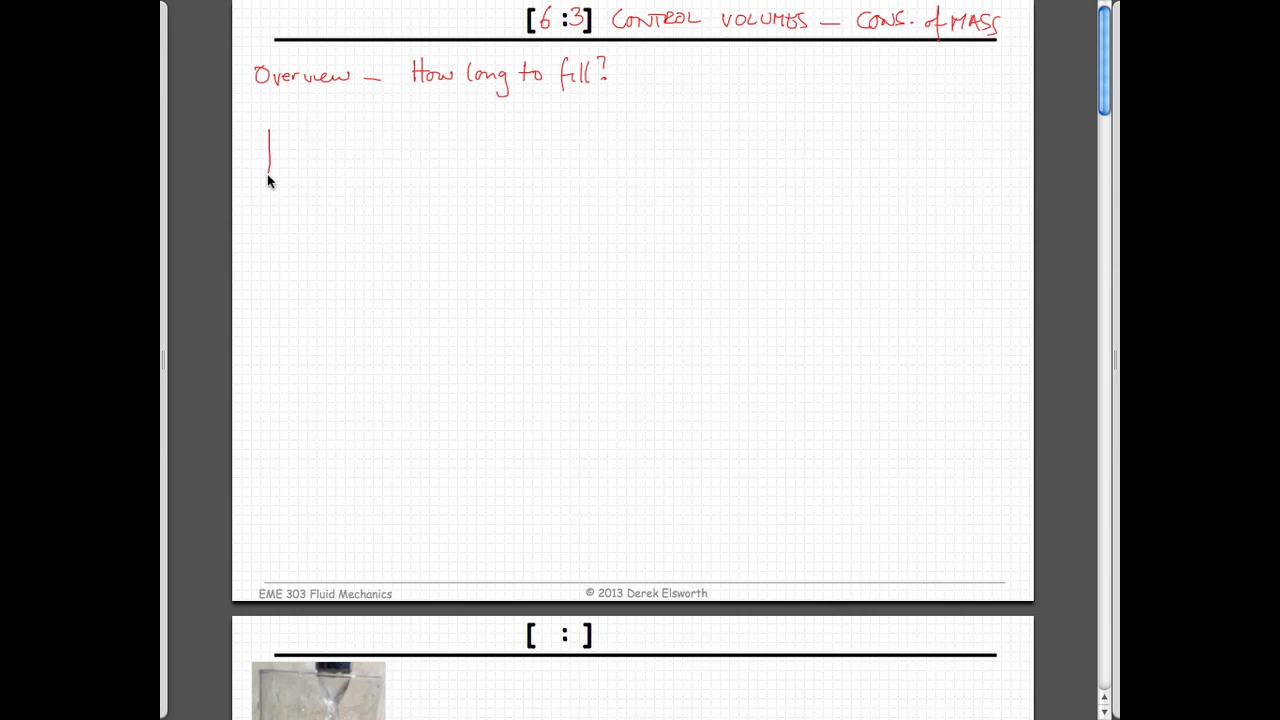 [6:3] CONTROL VOLUMES — CONS. of MASS
Overview — How long to fill?
EME 303 Fluid Mechanics
© 2013 Derek Elsworth
[ : ]